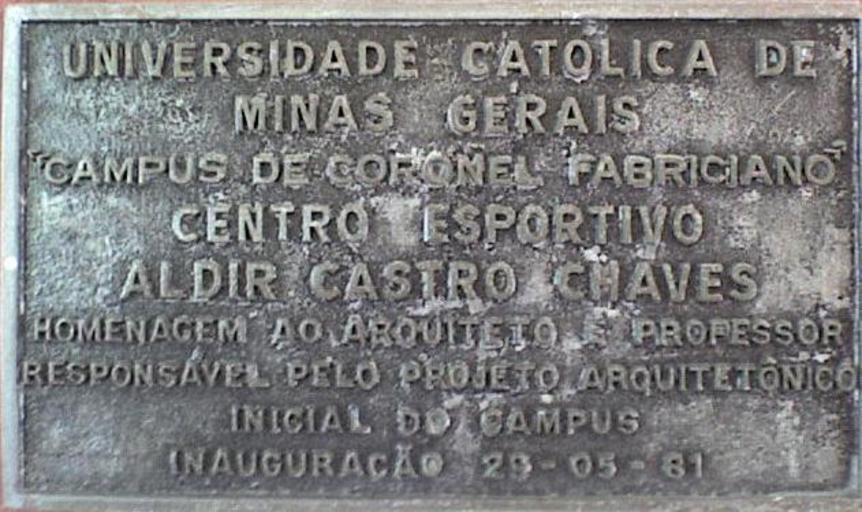 UNIVERSIDADE CATOLICA DE
MINAS GERAIS
"CAMPUS DE CORONEL FABRICIANO"
CENTRO ESPORTIVO
ALDIR CASTRO CHAVES
HOMENAGEM AO ARQUITETO E PROFESSOR
RESPONSÁVEL PELO PROJETO ARQUITETÔNICO
INICIAL DO CAMPUS
INAUGURAÇÃO 29-05-81